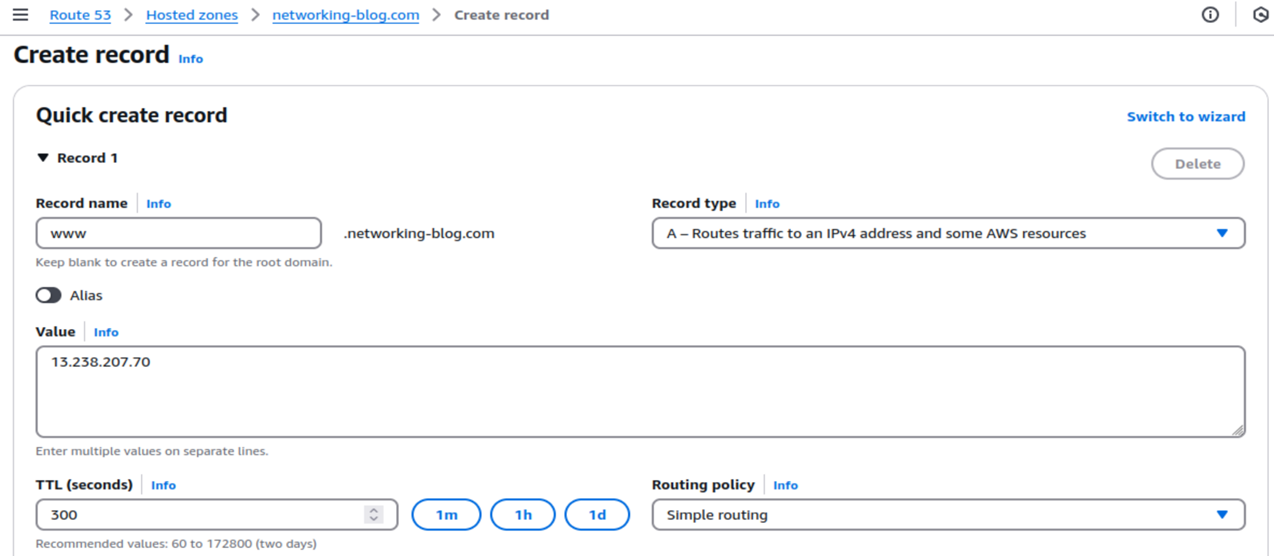 Route 53 > Hosted zones > networking-blog.com > Create record
Create record Info
Quick create record Switch to wizard
Record 1
Delete
Record name Info Record type Info
www .networking-blog.com A – Routes traffic to an IPv4 address and some AWS resources
Keep blank to create a record for the root domain.
Alias
Value Info
13.238.207.70
Enter multiple values on separate lines.
TTL (seconds) Info Routing policy Info
300 1m 1h 1d Simple routing
Recommended values: 60 to 172800 (two days)